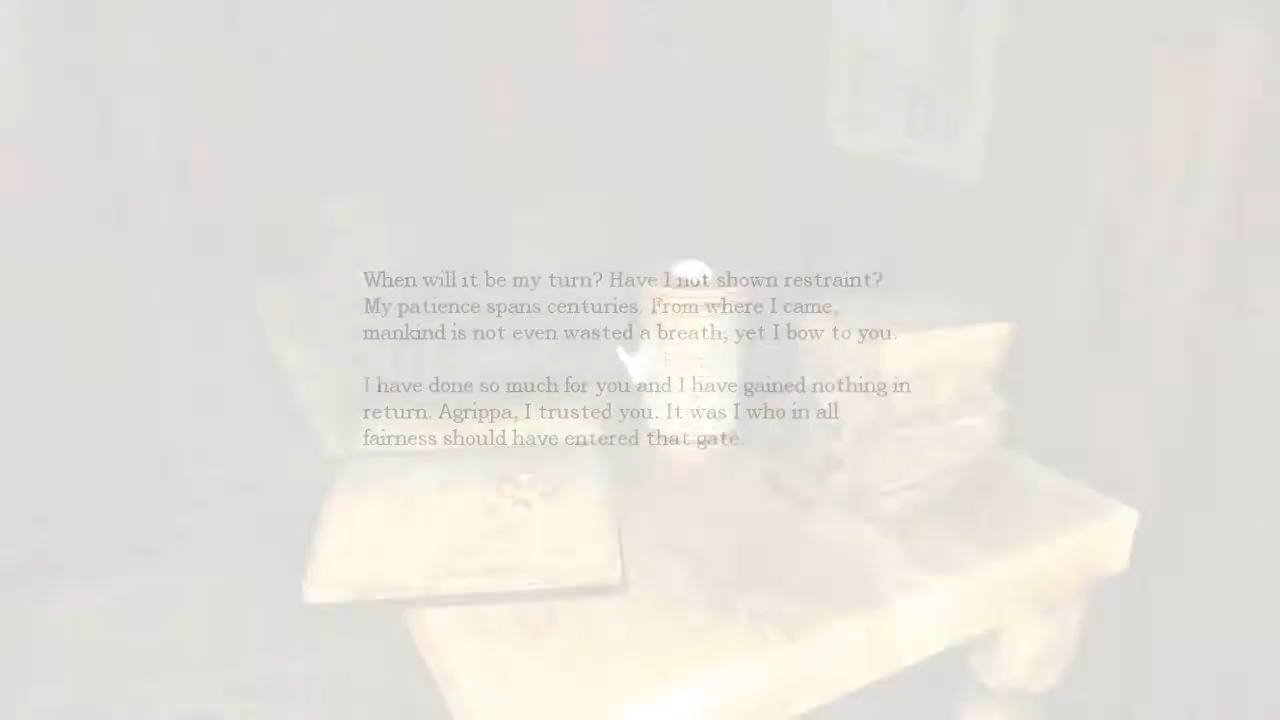 When will it be my turn? Have I not shown restraint?
My patience spans centuries. From where I came,
mankind is not even wasted a breath, yet I bow to you.
I have done so much for you and I have gained nothing in
return. Agrippa, I trusted you. It was I who in all
fairness should have entered that gate.